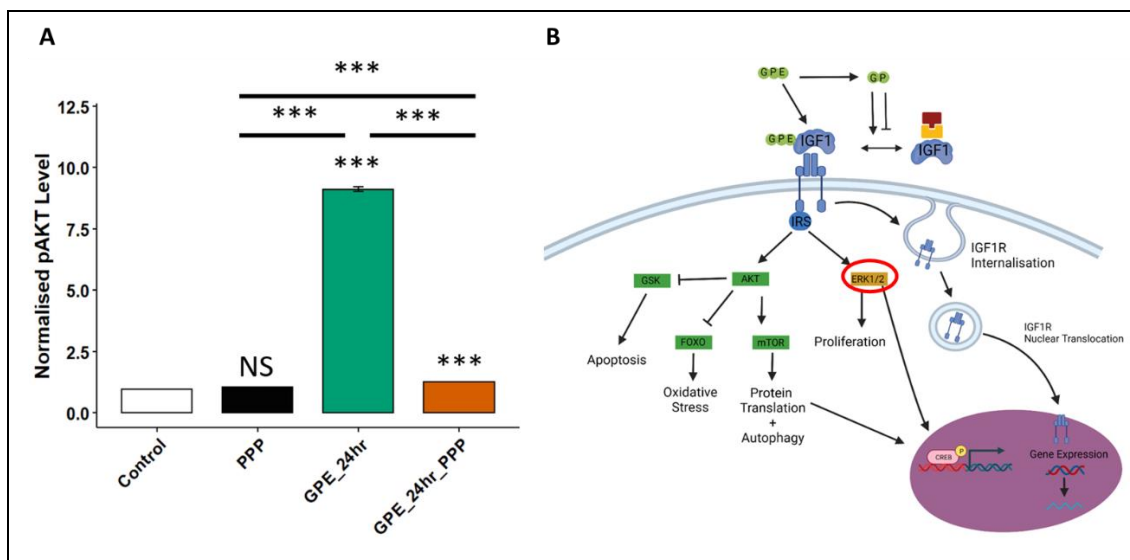 A
Normalised pAKT Level
12.5
10.0
7.5
5.0
2.5
0.0
***
***
***
***
NS
***
Control
PPP
GPE_24hr
GPE_24hr_PPP
B
GPE
GP
GPE
IGF1
IGF1
IRS
IGF1R
Internalisation
GSK
AKT
ERK1/2
Apoptosis
FOXO
mTOR
Proliferation
IGF1R
Nuclear Translocation
Oxidative
Stress
Protein
Translation
+
Autophagy
CREB
P
Gene Expression